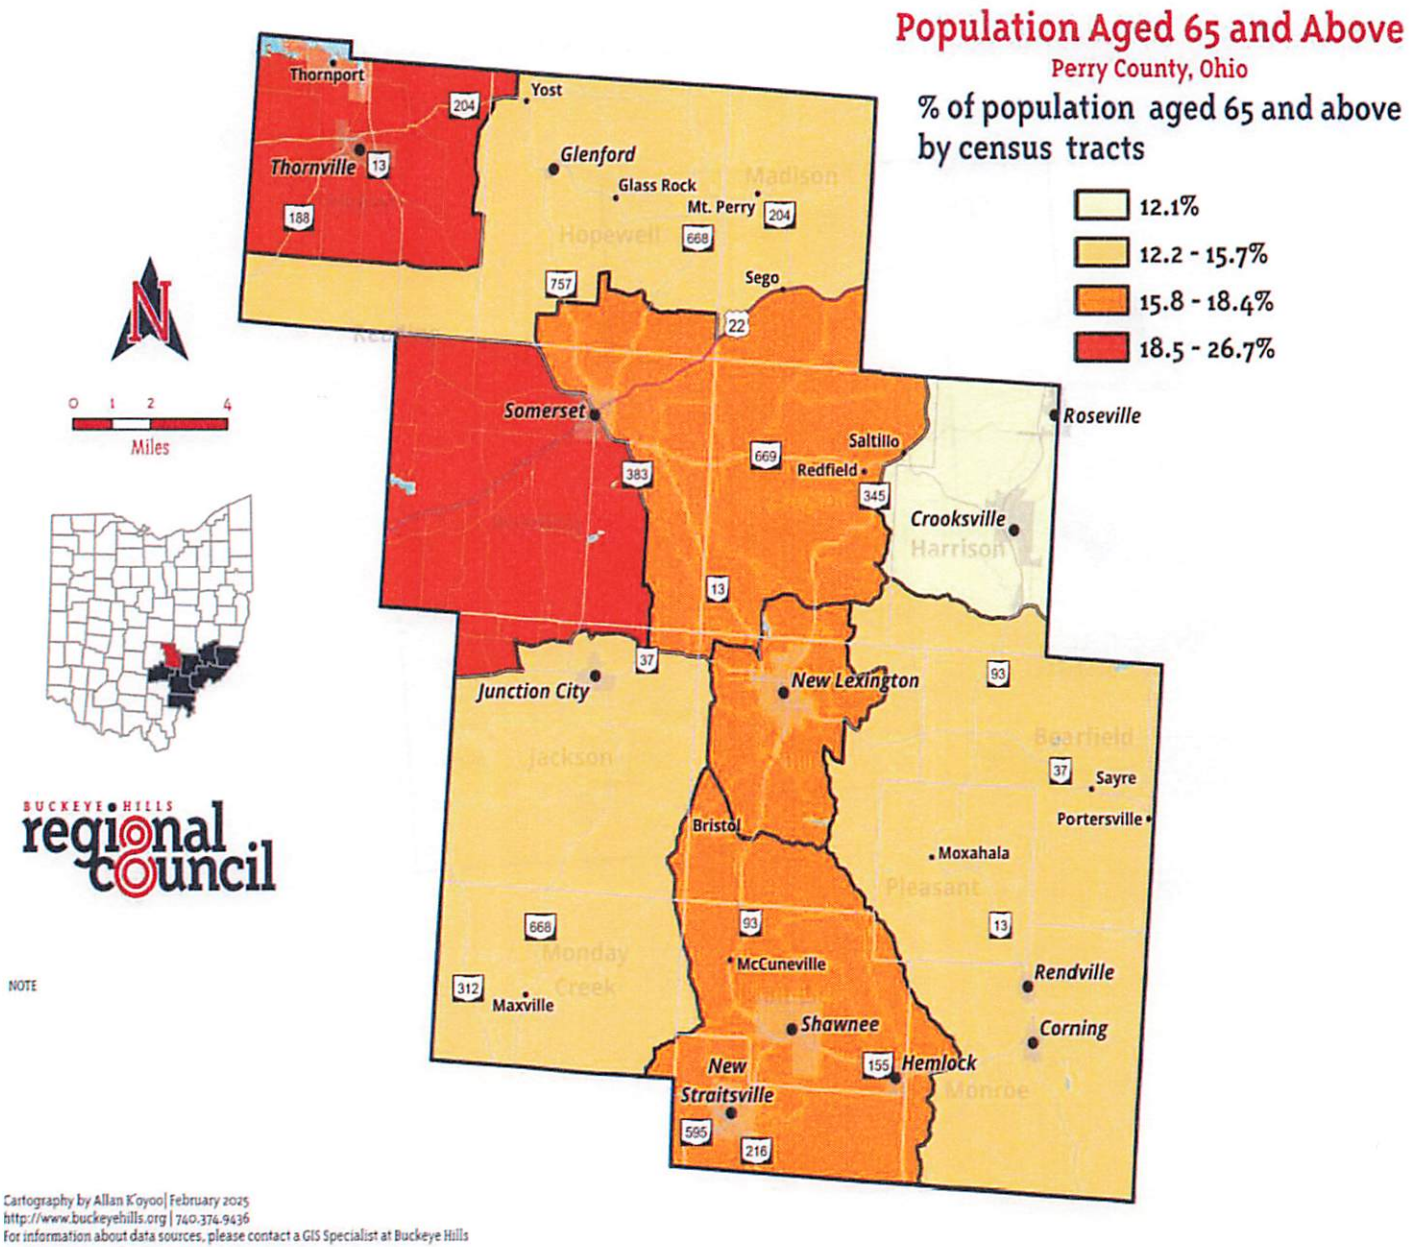 Population Aged 65 and Above
Perry County, Ohio
% of population aged 65 and above
by census tracts
12.1%
12.2 - 15.7%
15.8 - 18.4%
18.5 - 26.7%
Thornport
Yost
204
Thornville
13
Glenford
Glass Rock
Madison
Mt. Perry
204
188
Hopewell
668
757
Sego
22
N
0 1 2 4
Miles
Somerset
Roseville
Saltillo
669
Redfield
383
345
Crooksville
Harrison
13
37
93
Junction City
New Lexington
Jackson
Bearfield
37
Sayre
Portersville
Bristol
Moxahala
Pleasant
BUCKEYE HILLS
regional
council
668
93
13
Monday
Creek
McCuneville
Rendville
312
Maxville
NOTE
Shawnee
Corning
New
Straitsville
155
Hemlock
Monroe
595
216
Cartography by Allan K'oyoo| February 2025
http://www.buckeyehills.org | 740.374.9436
For information about data sources, please contact a GIS Specialist at Buckeye Hills